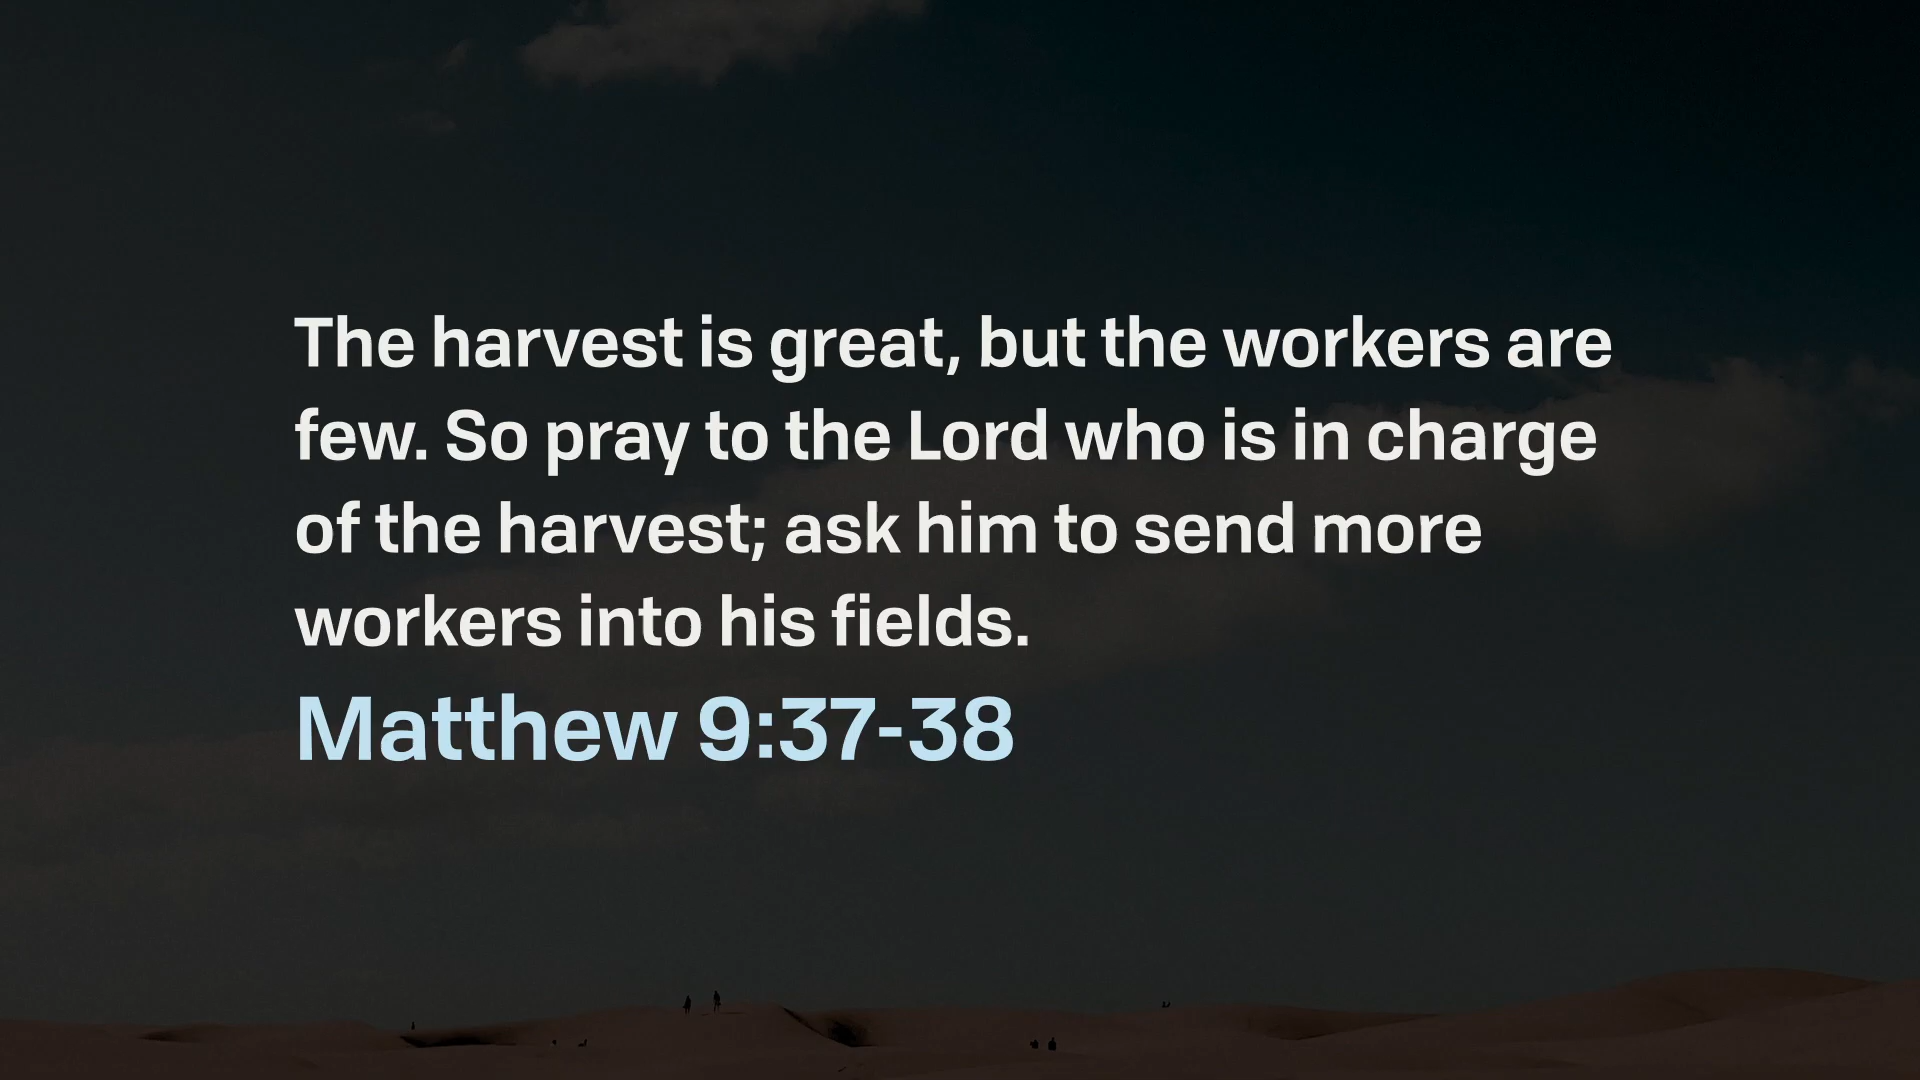 The harvest is great, but the workers are
few. So pray to the Lord who is in charge
of the harvest; ask him to send more
workers into his fields.
Matthew 9:37-38